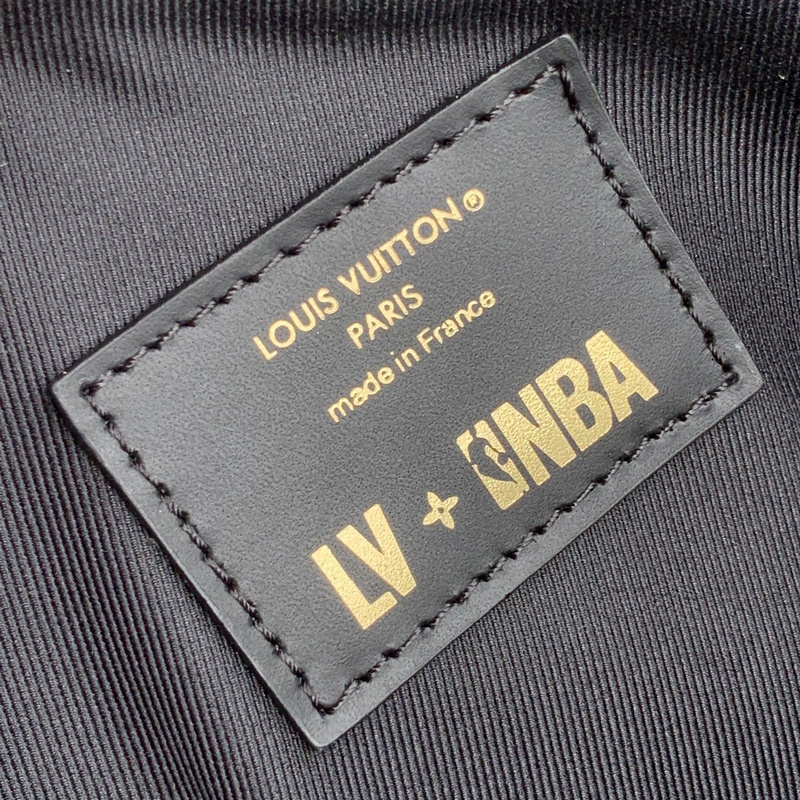 LOUIS VUITTON®
PARIS
made in France
LV + NBA